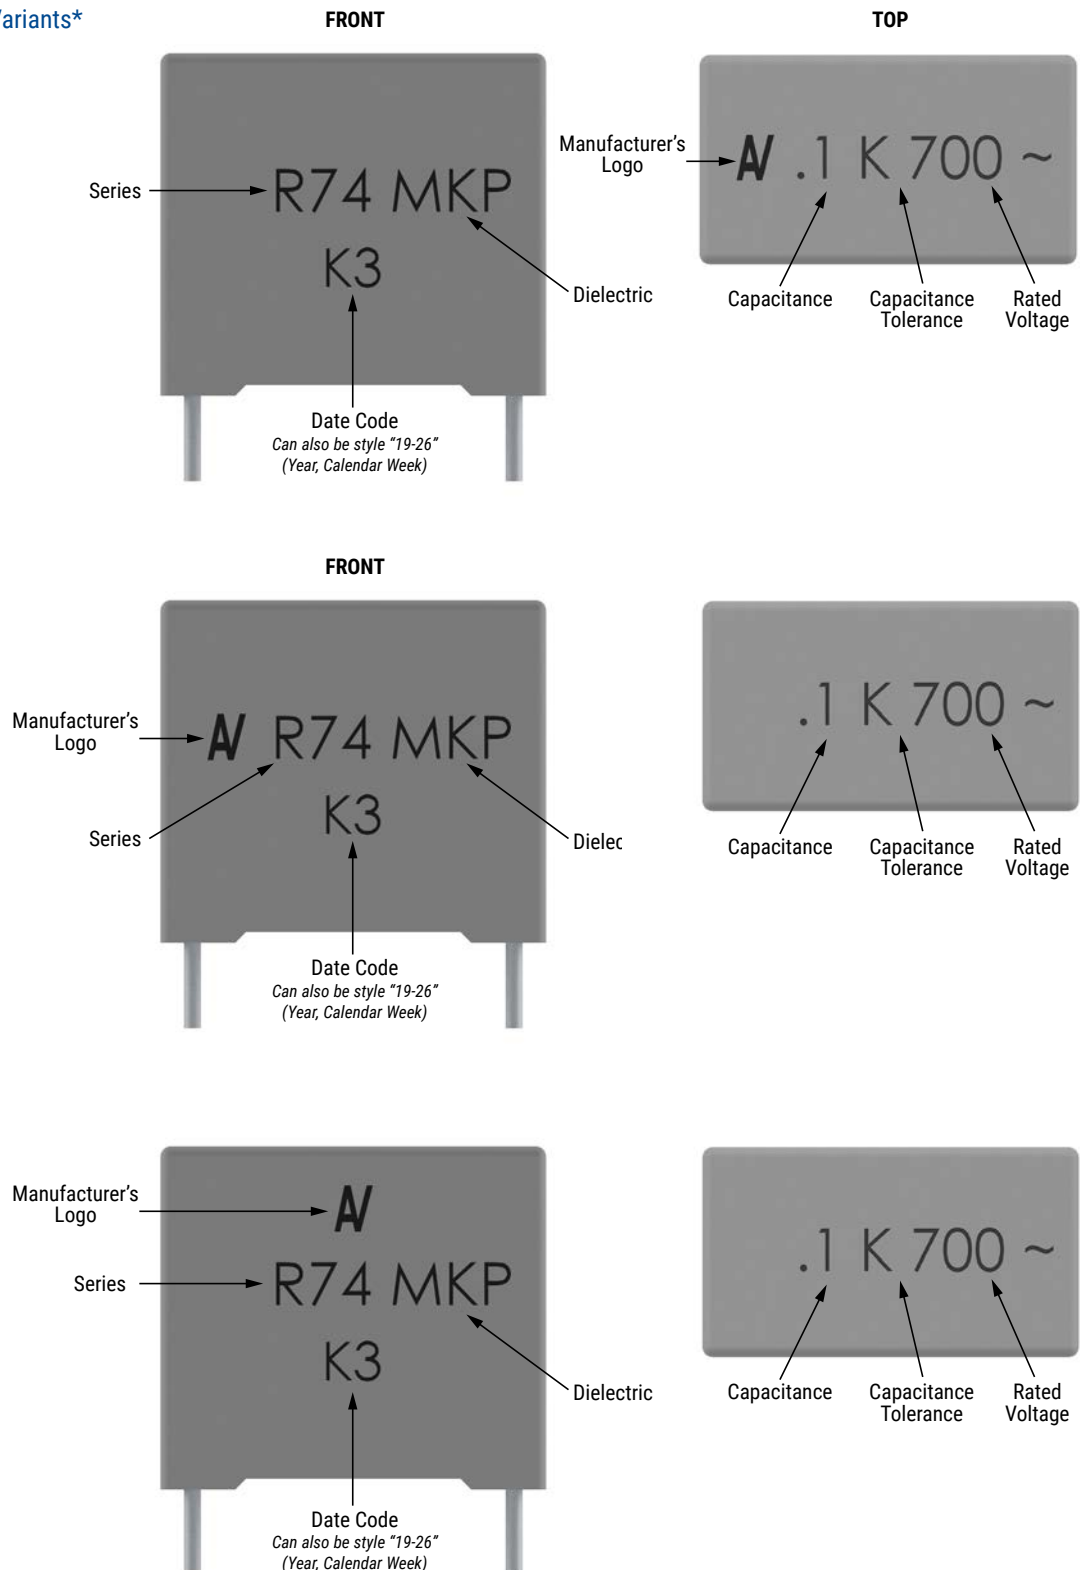 Variants*
FRONT
TOP
Series
R74 MKP
K3
Dielectric
Date Code
Can also be style “19-26”
(Year, Calendar Week)
Manufacturer’s
Logo
.1 K 700 ~
Capacitance
Capacitance
Tolerance
Rated
Voltage
FRONT
Manufacturer’s
Logo
Series
R74 MKP
K3
Dielec
Date Code
Can also be style “19-26”
(Year, Calendar Week)
.1 K 700 ~
Capacitance
Capacitance
Tolerance
Rated
Voltage
Manufacturer’s
Logo
Series
R74 MKP
K3
Dielectric
Date Code
Can also be style “19-26”
(Year, Calendar Week)
.1 K 700 ~
Capacitance
Capacitance
Tolerance
Rated
Voltage